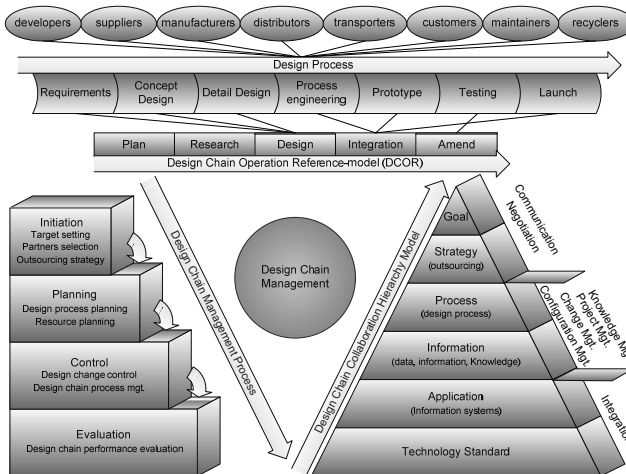 developers suppliers manufacturers distributors transporters customers maintainers recyclers
Design Process
Requirements Concept Design Detail Design Process engineering Prototype Testing Launch
Plan Research Design Integration Amend
Design Chain Operation Reference-model (DCOR)
Initiation
Target setting
Partners selection
Outsourcing strategy
Planning
Design process planning
Resource planning
Control
Design change control
Design chain process mgt.
Evaluation
Design chain performance evaluation
Design Chain Management Process
Design Chain
Management
Design Chain Collaboration Hierarchy Model
Goal
Strategy
(outsourcing)
Process
(design process)
Information
(data, information, Knowledge)
Application
(Information systems)
Technology Standard
Communication
Negotiation
Knowledge Mg
Project Mgt.
Change Mgt.
Configuration Mgt.
Integration